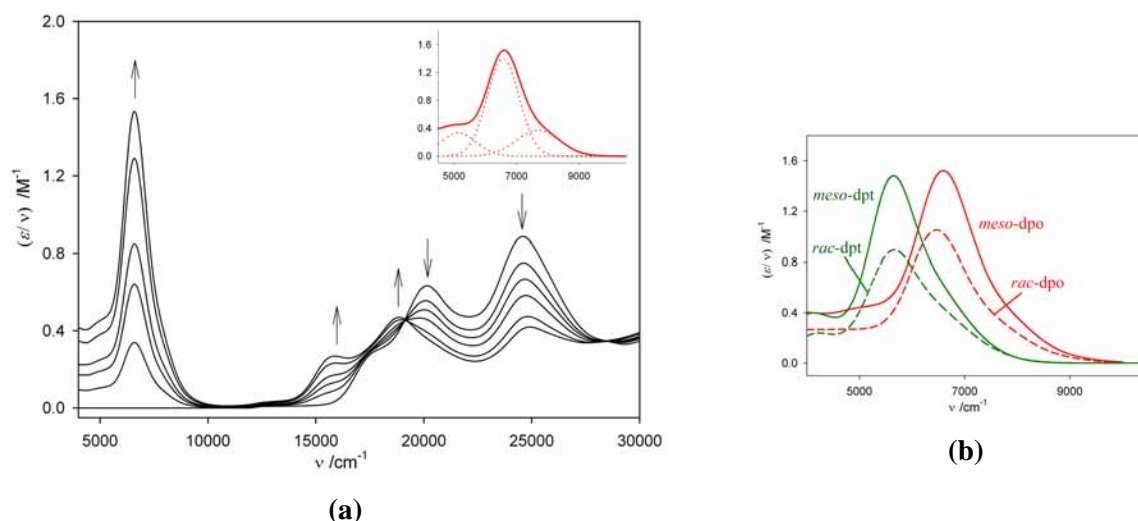 2.0
1.6
1.2
0.8
0.4
0.0
(ε/ν) /M⁻¹
5000 10000 15000 20000 25000 30000
ν /cm⁻¹
1.6
1.2
0.8
0.4
0.0
5000 7000 9000
(a)
1.6
1.2
0.8
0.4
0.0
(ε/ν) /M⁻¹
meso-dpt
rac-dpt
meso-dpo
rac-dpo
5000 7000 9000
ν /cm⁻¹
(b)